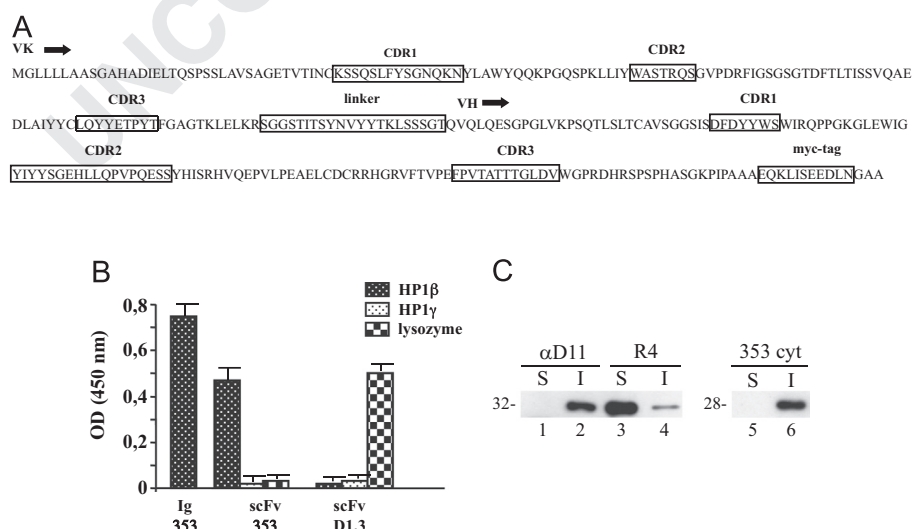 UNCO
A
VK
CDR1
CDR2
MGLLLLAASGAHADIELTQSPSSLAVSAGETVTINCKSSQSLFYSGNQKNYLAWYQQKPGQSPKLLIYWASTRQSGVPDRFIGSGSGTDFTLTISSVQAE
CDR3
linker
VH
CDR1
DLAIYYCLQYYETPYTFGAGTKLELKRSGGSTITSYNVYYTKLSSSGTQVQLQESGPGLVKPSQTLSLTCAVSGGSISDFDYYWSWIRQPPGKGLEWIG
CDR2
CDR3
myc-tag
YIYYSGEHLLQPVPQESSYHISRHVQEPVLPEAELCDCRRHGRVFTVPEFPVTATTTGLDVWGPRDHRSPSPHASGKPIPAAAEQKLISEEDLNGAA
B
OD (450 nm)
0,8
0,6
0,4
0,2
0
HP1β
HP1γ
lysozyme
Ig
353
scFv
353
scFv
D1.3
C
αD11
R4
353 cyt
S I S I S I
32-
28-
1 2 3 4 5 6